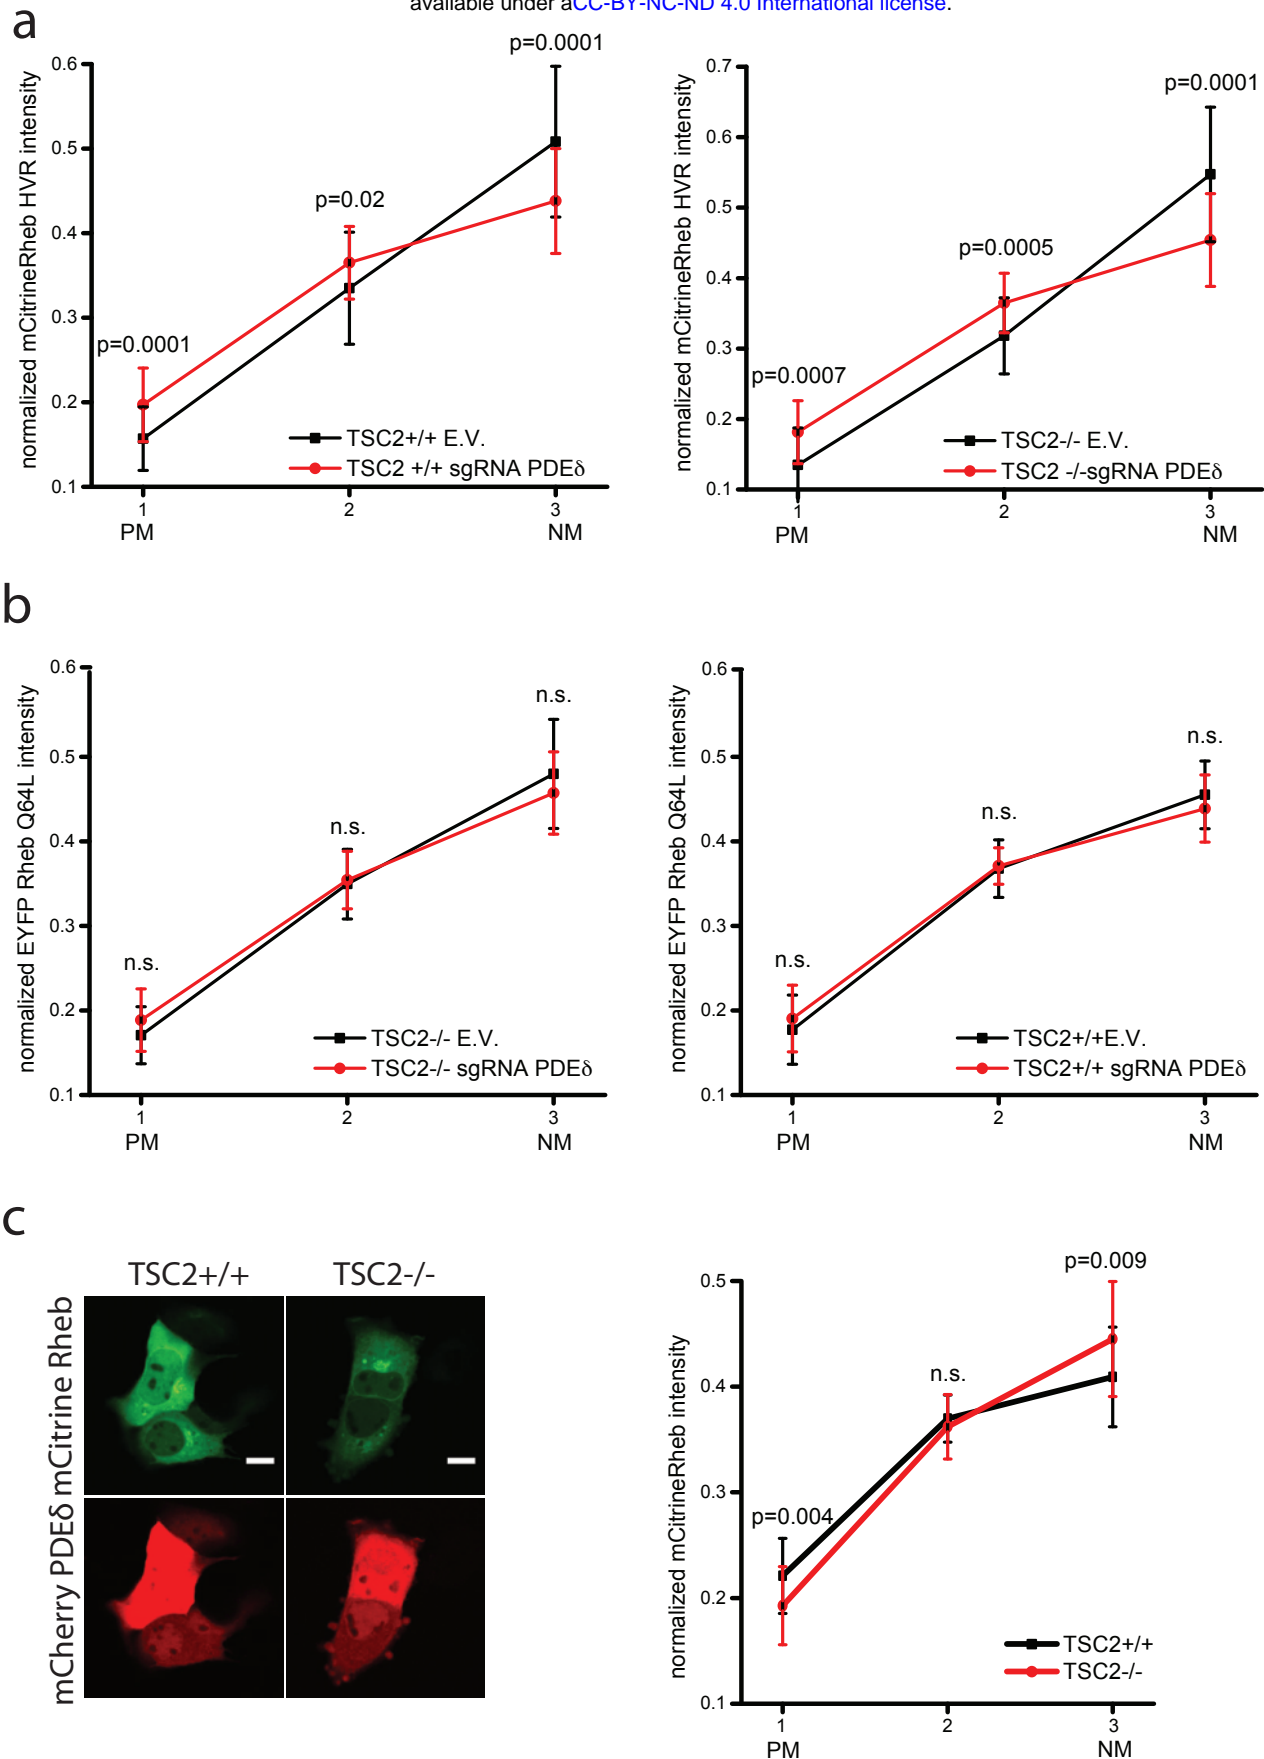 available under aCC-BY-NC-ND 4.0 International license.
a
normalized mCitrineRheb HVR intensity
0.6
0.5
0.4
0.3
0.2
0.1
p=0.0001
p=0.02
p=0.0001
TSC2+/+ E.V.
TSC2 +/+ sgRNA PDEδ
1
2
3
PM
NM
normalized mCitrineRheb HVR intensity
0.7
0.6
0.5
0.4
0.3
0.2
0.1
p=0.0007
p=0.0005
p=0.0001
TSC2-/- E.V.
TSC2 -/-sgRNA PDEδ
1
2
3
PM
NM
b
normalized EYFP Rheb Q64L intensity
0.6
0.5
0.4
0.3
0.2
0.1
n.s.
n.s.
n.s.
TSC2-/- E.V.
TSC2-/- sgRNA PDEδ
1
2
3
PM
NM
normalized EYFP Rheb Q64L intensity
0.6
0.5
0.4
0.3
0.2
0.1
n.s.
n.s.
n.s.
TSC2+/+E.V.
TSC2+/+ sgRNA PDEδ
1
2
3
PM
NM
c
TSC2+/+
TSC2-/-
mCitrine Rheb
mCherry PDEδ
normalized mCitrineRheb intensity
0.5
0.4
0.3
0.2
0.1
p=0.004
n.s.
p=0.009
TSC2+/+
TSC2-/-
1
2
3
PM
NM